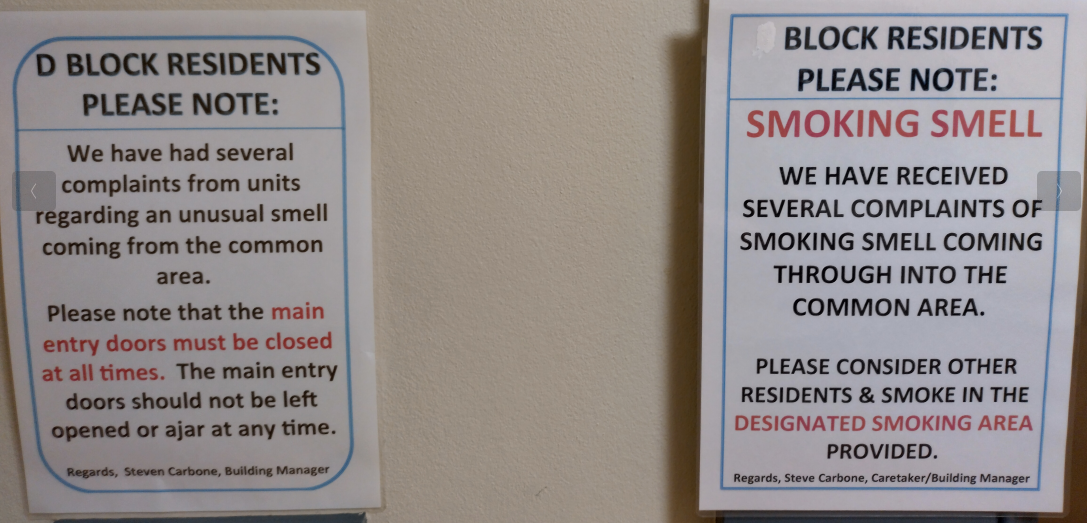 D BLOCK RESIDENTS
PLEASE NOTE:
We have had several
complaints from units
regarding an unusual smell
coming from the common
area.
Please note that the main
entry doors must be closed
at all times. The main entry
doors should not be left
opened or ajar at any time.
Regards, Steven Carbone, Building Manager
BLOCK RESIDENTS
PLEASE NOTE:
SMOKING SMELL
WE HAVE RECEIVED
SEVERAL COMPLAINTS OF
SMOKING SMELL COMING
THROUGH INTO THE
COMMON AREA.
PLEASE CONSIDER OTHER
RESIDENTS & SMOKE IN THE
DESIGNATED SMOKING AREA
PROVIDED.
Regards, Steve Carbone, Caretaker/Building Manager